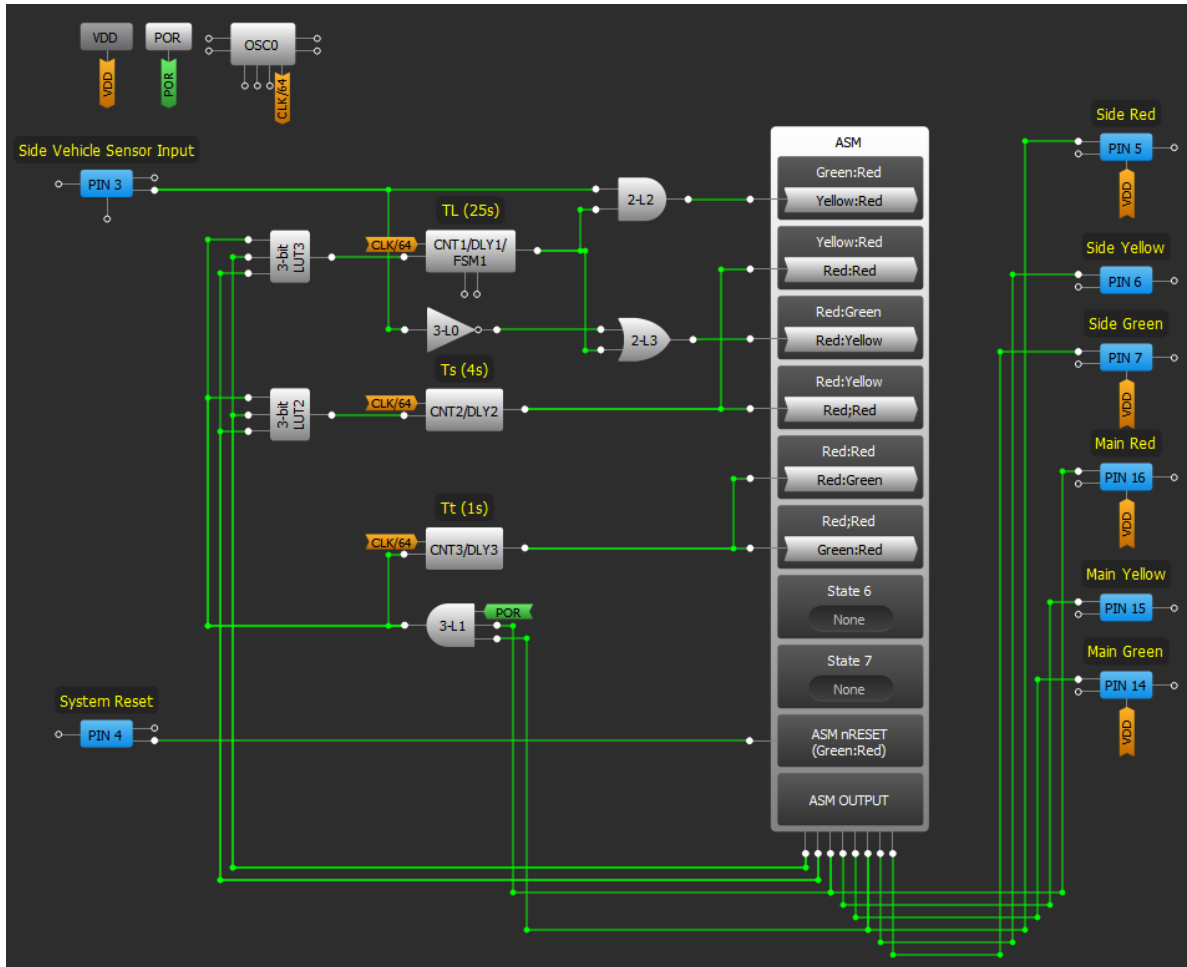 VDD
POR
OSC0
VDD
POR
CLK/64
Side Vehicle Sensor Input
PIN 3
3-bit
LUT3
TL (25s)
CLK/64
CNT1/DLY1/
FSM1
2-L2
3-L0
2-L3
3-bit
LUT2
Ts (4s)
CLK/64
CNT2/DLY2
Tt (1s)
CLK/64
CNT3/DLY3
3-L1
POR
System Reset
PIN 4
ASM
Green:Red
Yellow:Red
Yellow:Red
Red:Red
Red:Green
Red:Yellow
Red:Yellow
Red;Red
Red:Red
Red:Green
Red;Red
Green:Red
State 6
None
State 7
None
ASM nRESET
(Green:Red)
ASM OUTPUT
Side Red
PIN 5
VDD
Side Yellow
PIN 6
Side Green
PIN 7
VDD
Main Red
PIN 16
VDD
Main Yellow
PIN 15
Main Green
PIN 14
VDD